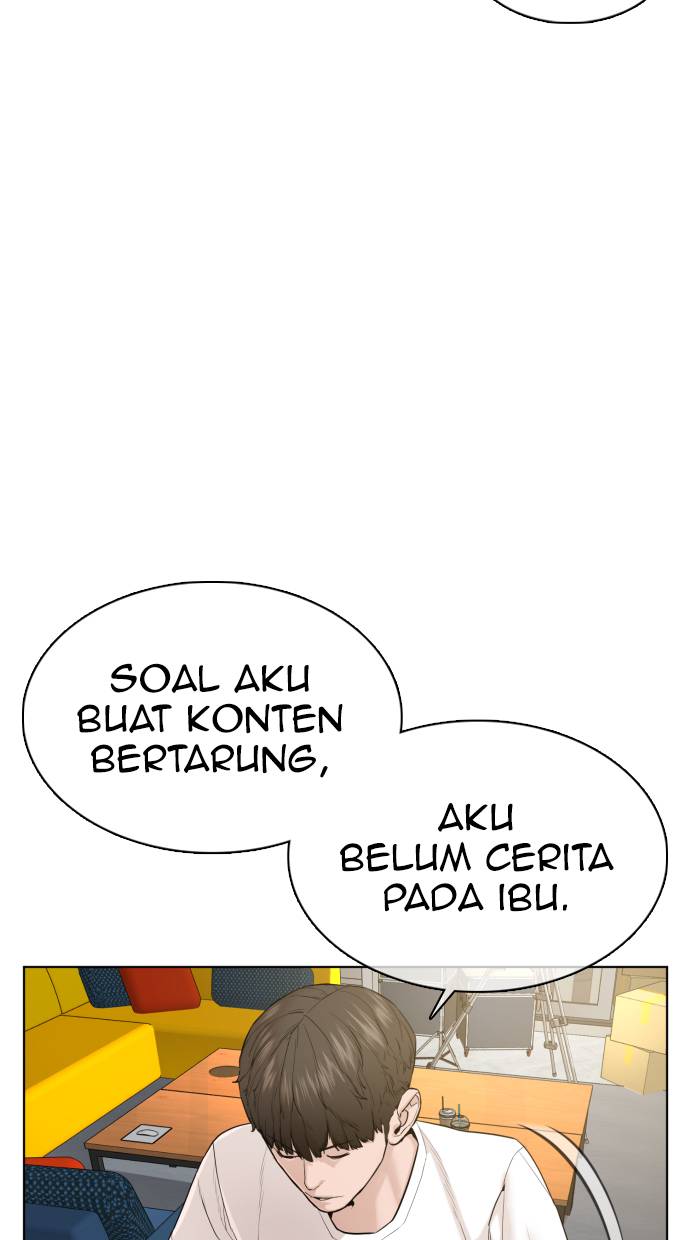 SOAL AKU
BUAT KONTEN
BERTARUNG,
AKU
BELUM CERITA
PADA IBU.